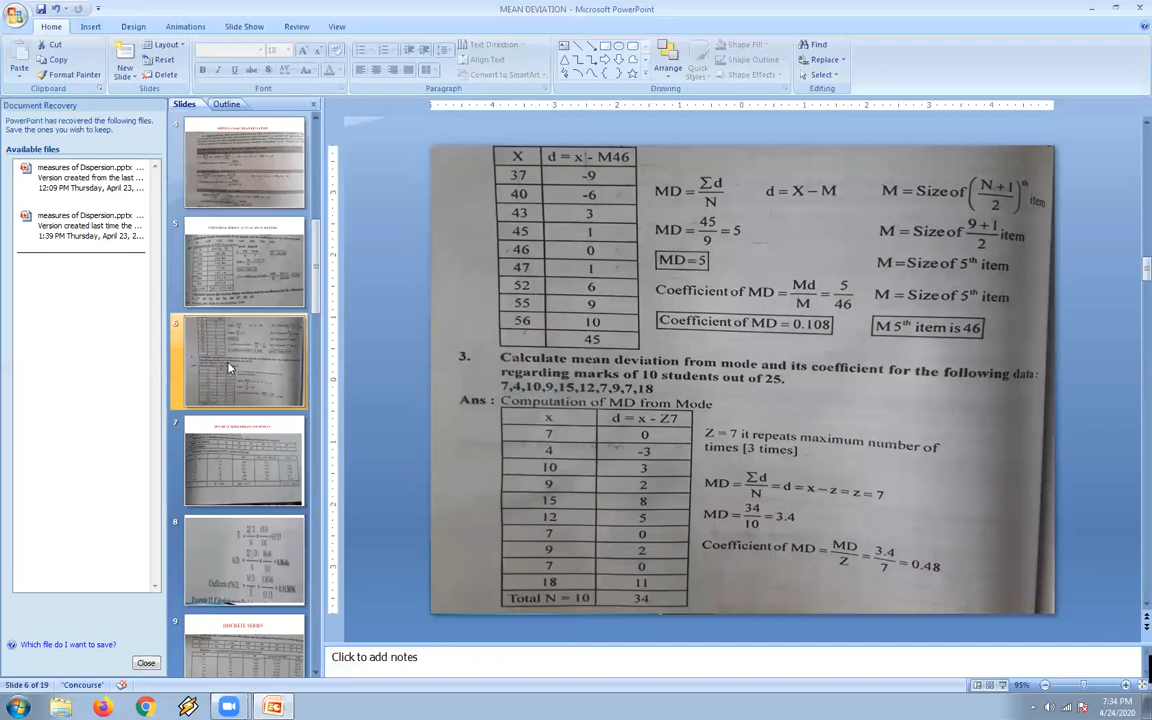 MEAN DEVIATION - Microsoft PowerPoint
Home Insert Design Animations Slide Show Review View
Cut
Copy
Format Painter
Paste
Clipboard
New Slide
Layout
Reset
Delete
Slides
18
B I U abc S AV Aa A
Font
Text Direction
Align Text
Convert to SmartArt
Paragraph
Arrange
Quick Styles
Shape Fill
Shape Outline
Shape Effects
Drawing
Find
Replace
Select
Editing
Document Recovery
PowerPoint has recovered the following files.
Save the ones you wish to keep.
Available files
measures of Dispersion.pptx
Version created from the last ...
12:09 PM Thursday, April 23, ...
measures of Dispersion.pptx
Version created last time the ...
1:39 PM Thursday, April 23, 2...
Which file do I want to save?
Close
Slides Outline
4
5
6
7
8
9
DISCRETE SERIES
X d = x - M46
37 -9
40 -6
43 3
45 1
46 0
47 1
52 6
55 9
56 10
45
MD = Σd / N d = X – M M = Size of (N + 1 / 2)th item
MD = 45 / 9 = 5 M = Size of 9 + 1 / 2 item
MD = 5 M = Size of 5th item
Coefficient of MD = Md / M = 5 / 46 M = Size of 5th item
Coefficient of MD = 0.108 M 5th item is 46
3. Calculate mean deviation from mode and its coefficient for the following data:
regarding marks of 10 students out of 25.
7,4,10,9,15,12,7,9,7,18
Ans : Computation of MD from Mode
x d = x - Z7
7 0
4 -3
10 3
9 2
15 8
12 5
7 0
9 2
7 0
18 11
Total N = 10 34
Z = 7 it repeats maximum number of
times [3 times]
MD = Σd / N = d = x – z = z = 7
MD = 34 / 10 = 3.4
Coefficient of MD = MD / Z = 3.4 / 7 = 0.48
Click to add notes
Slide 6 of 19 "Concourse" 95%
7:34 PM
4/24/2020